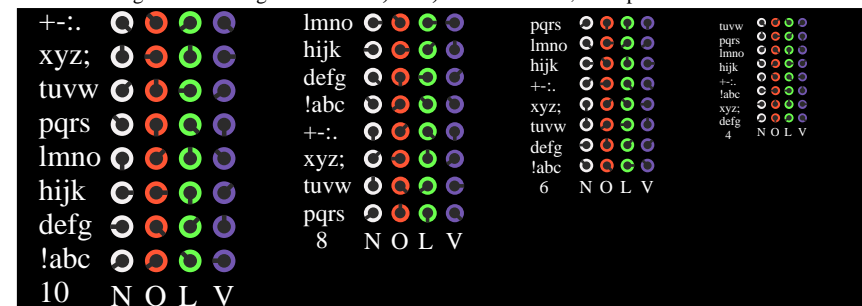 +-:.
xyz;
tuvw
pqrs
lmno
hijk
defg
!abc
10 N O L V
lmno
hijk
defg
!abc
+-:.
xyz;
tuvw
pqrs
8 N O L V
pqrs
lmno
hijk
+-:.
xyz;
tuvw
defg
!abc
6 N O L V
tuvw
pqrs
lmno
hijk
+-:.
!abc
xyz;
defg
4 N O L V